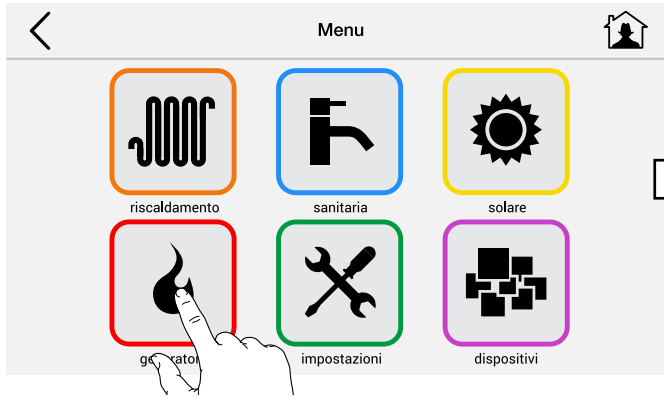 Menu
riscaldamento
sanitaria
solare
impostazioni
dispositivi